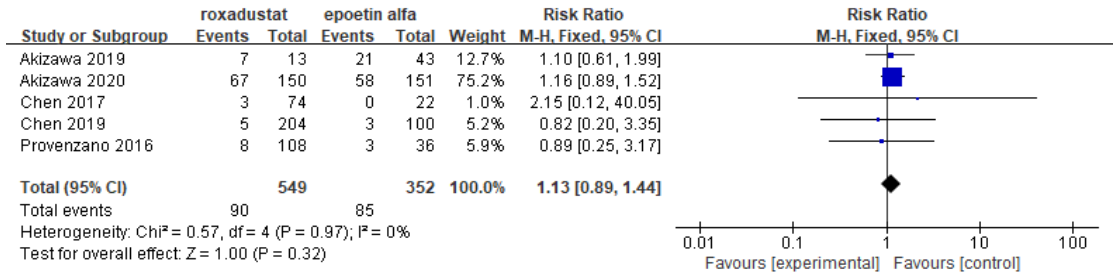 roxadustat epoetin alfa Risk Ratio Risk Ratio
Study or Subgroup Events Total Events Total Weight M-H, Fixed, 95% CI M-H, Fixed, 95% CI
Akizawa 2019 7 13 21 43 12.7% 1.10 [0.61, 1.99]
Akizawa 2020 67 150 58 151 75.2% 1.16 [0.89, 1.52]
Chen 2017 3 74 0 22 1.0% 2.15 [0.12, 40.05]
Chen 2019 5 204 3 100 5.2% 0.82 [0.20, 3.35]
Provenzano 2016 8 108 3 36 5.9% 0.89 [0.25, 3.17]
Total (95% CI) 549 352 100.0% 1.13 [0.89, 1.44]
Total events 90 85
Heterogeneity: Chi² = 0.57, df = 4 (P = 0.97); I² = 0%
Test for overall effect: Z = 1.00 (P = 0.32)
0.01 0.1 1 10 100
Favours [experimental] Favours [control]